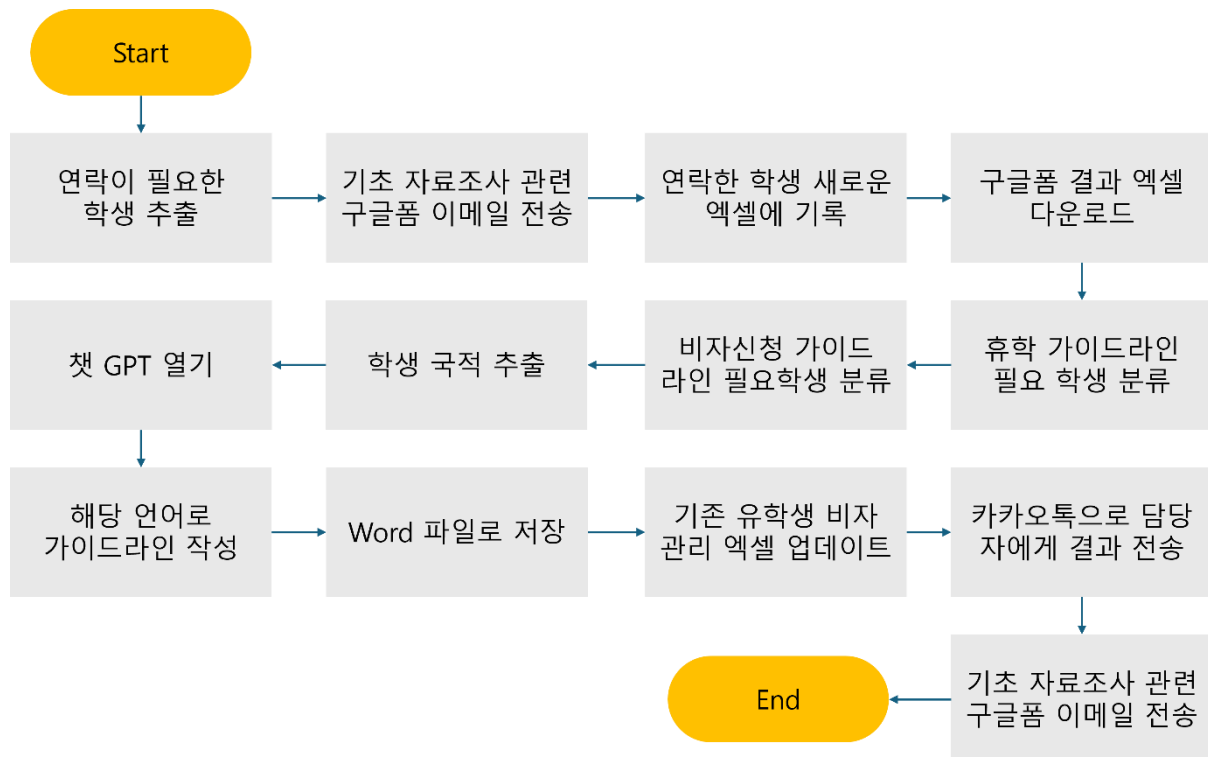 Start
연락이 필요한
학생 추출
기초 자료조사 관련
구글폼 이메일 전송
연락한 학생 새로운
엑셀에 기록
구글폼 결과 엑셀
다운로드
휴학 가이드라인
필요 학생 분류
비자신청 가이드
라인 필요학생 분류
학생 국적 추출
챗 GPT 열기
해당 언어로
가이드라인 작성
Word 파일로 저장
기존 유학생 비자
관리 엑셀 업데이트
카카오톡으로 담당
자에게 결과 전송
기초 자료조사 관련
구글폼 이메일 전송
End